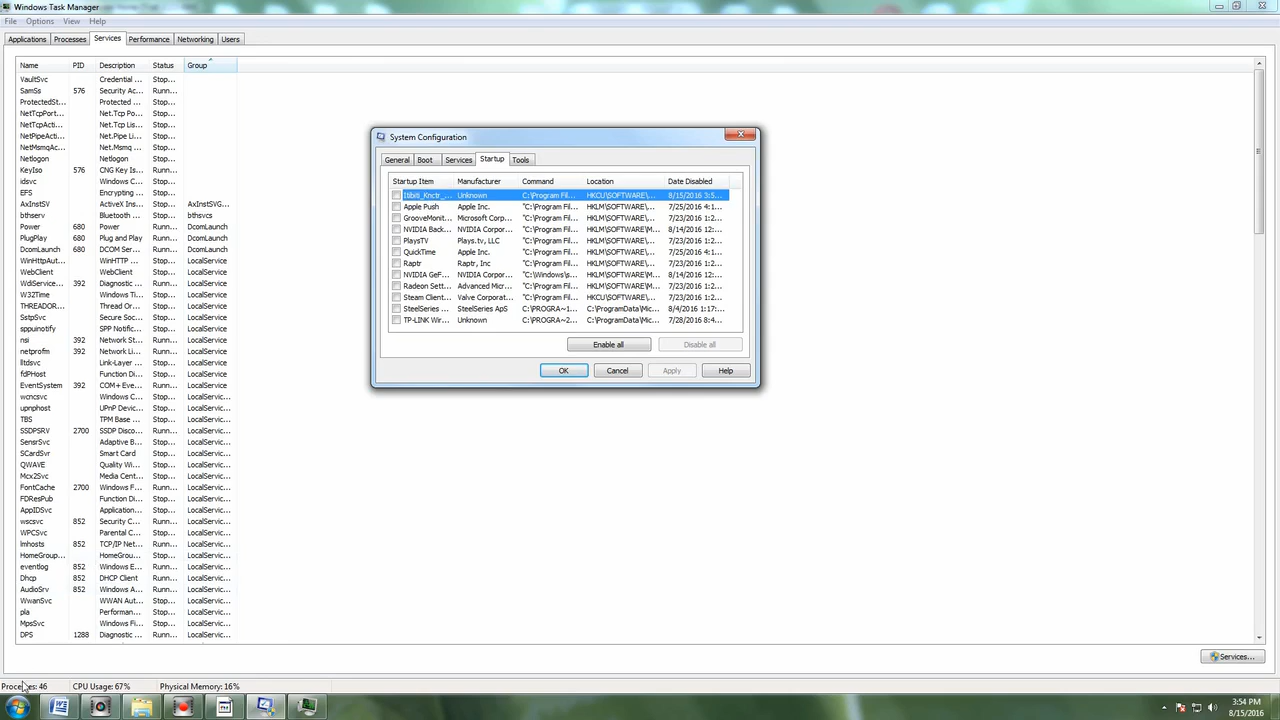 Windows Task Manager
File Options View Help
Applications Processes Services Performance Networking Users
Name PID Description Status Group
VaultSvc Credential ... Stop...
SamSs 576 Security Ac... Runn...
ProtectedSt... Protected ... Stop...
NetTcpPort... Net.Tcp Po... Stop...
NetTcpActi... Net.Tcp Lis... Stop...
NetPipeActi... Net.Pipe Li... Stop...
NetMsmqAc... Net.Msmq ... Stop...
Netlogon Netlogon Stop...
KeyIso 576 CNG Key Is... Runn...
idsvc Windows C... Stop...
EFS Encrypting ... Stop...
AxInstSV ActiveX Ins... Stop... AxInstSVG...
bthserv Bluetooth ... Stop... bthsvcs
Power 680 Power Runn... DcomLaunch
PlugPlay 680 Plug and Play Runn... DcomLaunch
DcomLaunch 680 DCOM Ser... Runn... DcomLaunch
WinHttpAut... WinHTTP ... Stop... LocalService
WebClient WebClient Stop... LocalService
WdiService... 392 Diagnostic ... Runn... LocalService
W32Time Windows Ti... Stop... LocalService
THREADOR... Thread Or... Stop... LocalService
SstpSvc Secure Soc... Stop... LocalService
sppuinotify SPP Notific... Stop... LocalService
nsi 392 Network St... Runn... LocalService
netprofm 392 Network Li... Runn... LocalService
lltdsvc Link-Layer ... Stop... LocalService
fdPHost Function Di... Stop... LocalService
EventSystem 392 COM+ Eve... Runn... LocalService
wcncsvc Windows C... Stop... LocalServic...
upnphost UPnP Devic... Stop... LocalServic...
TBS TPM Base ... Stop... LocalServic...
SSDPSRV 2700 SSDP Disco... Runn... LocalServic...
SensrSvc Adaptive B... Stop... LocalServic...
SCardSvr Smart Card Stop... LocalServic...
QWAVE Quality Wi... Stop... LocalServic...
Mcx2Svc Media Cent... Stop... LocalServic...
FontCache 2700 Windows F... Runn... LocalServic...
FDResPub Function Di... Stop... LocalServic...
AppIDSvc Application... Stop... LocalServic...
wscsvc 852 Security C... Runn... LocalServic...
WPCSvc Parental C... Stop... LocalServic...
lmhosts 852 TCP/IP Net... Runn... LocalServic...
HomeGroup... HomeGroup... Stop... LocalServic...
eventlog 852 Windows E... Runn... LocalServic...
Dhcp 852 DHCP Client Runn... LocalServic...
AudioSrv 852 Windows A... Runn... LocalServic...
WwanSvc WWAN Aut... Stop... LocalServic...
pla Performan... Stop... LocalServic...
MpsSvc Windows Fi... Stop... LocalServic...
DPS 1288 Diagnostic ... Runn... LocalServic...
Services...
Processes: 46 CPU Usage: 67% Physical Memory: 16%
System Configuration
General Boot Services Startup Tools
Startup Item Manufacturer Command Location Date Disabled
Itibiti_Knctr_... Unknown C:\Program Fil... HKCU\SOFTWARE\... 8/15/2016 3:5...
Apple Push Apple Inc. "C:\Program Fil... HKLM\SOFTWARE\... 7/25/2016 4:1...
GrooveMonit... Microsoft Corp... "C:\Program Fil... HKLM\SOFTWARE\... 7/23/2016 1:2...
NVIDIA Back... NVIDIA Corpor... "C:\Program Fil... HKLM\SOFTWARE\M... 8/14/2016 12:...
PlaysTV Plays.tv, LLC "C:\Program Fil... HKLM\SOFTWARE\... 7/23/2016 1:2...
QuickTime Apple Inc. "C:\Program Fil... HKLM\SOFTWARE\... 7/25/2016 4:1...
Raptr Raptr, Inc "C:\Program Fil... HKLM\SOFTWARE\... 7/23/2016 1:2...
NVIDIA GeF... NVIDIA Corpor... "C:\Windows\s... HKLM\SOFTWARE\M... 8/14/2016 12:...
Radeon Sett... Advanced Micr... "C:\Program Fil... HKLM\SOFTWARE\M... 7/23/2016 1:2...
Steam Client... Valve Corporat... "C:\Program Fil... HKCU\SOFTWARE\... 7/23/2016 1:2...
SteelSeries ... SteelSeries ApS C:\PROGRA~1... C:\ProgramData\Mic... 8/4/2016 1:17:...
TP-LINK Wir... Unknown C:\PROGRA~2... C:\ProgramData\Mic... 7/28/2016 8:4...
Enable all Disable all
OK Cancel Apply Help
3:54 PM
8/15/2016